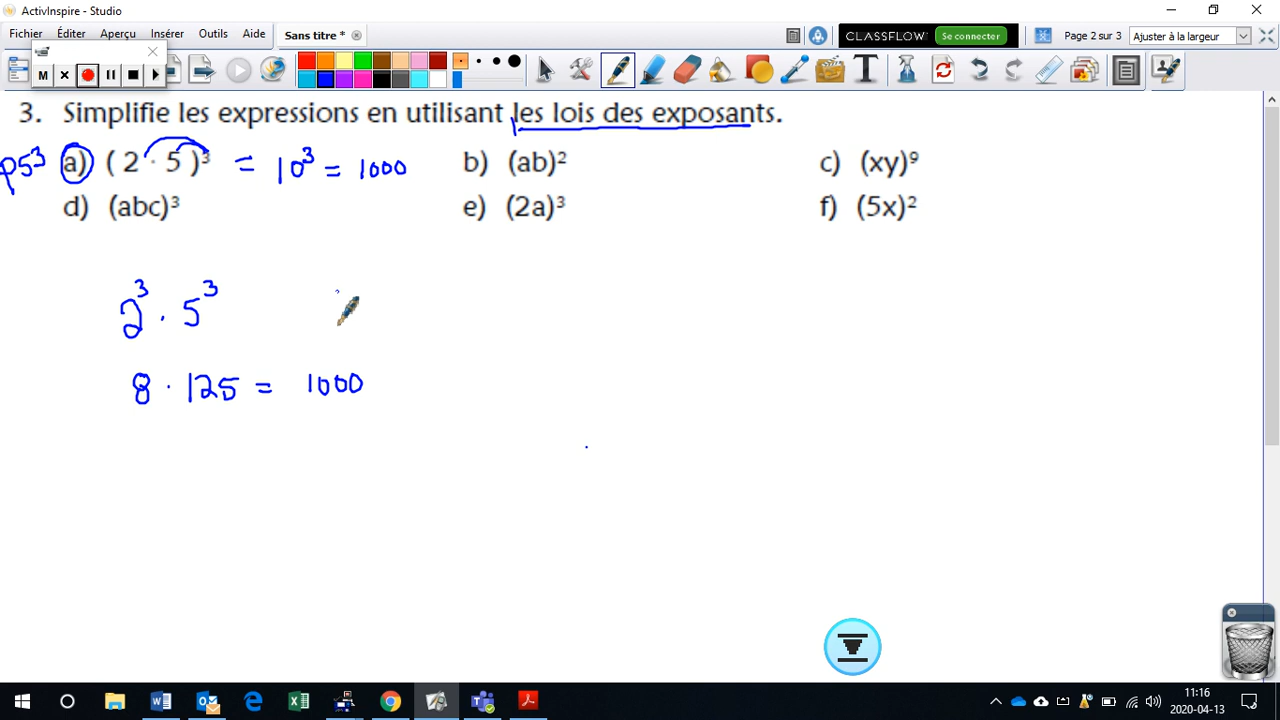 ActivInspire - Studio
Fichier Éditer Aperçu Insérer Outils Aide
Sans titre *
CLASSFLOW Se connecter
Page 2 sur 3
Ajuster à la largeur
M
3. Simplifie les expressions en utilisant les lois des exposants.
p53 a) (2 · 5)³ = 10³ = 1000
b) (ab)²
c) (xy)⁹
d) (abc)³
e) (2a)³
f) (5x)²
2³ · 5³
8 · 125 = 1000
11:16
2020-04-13